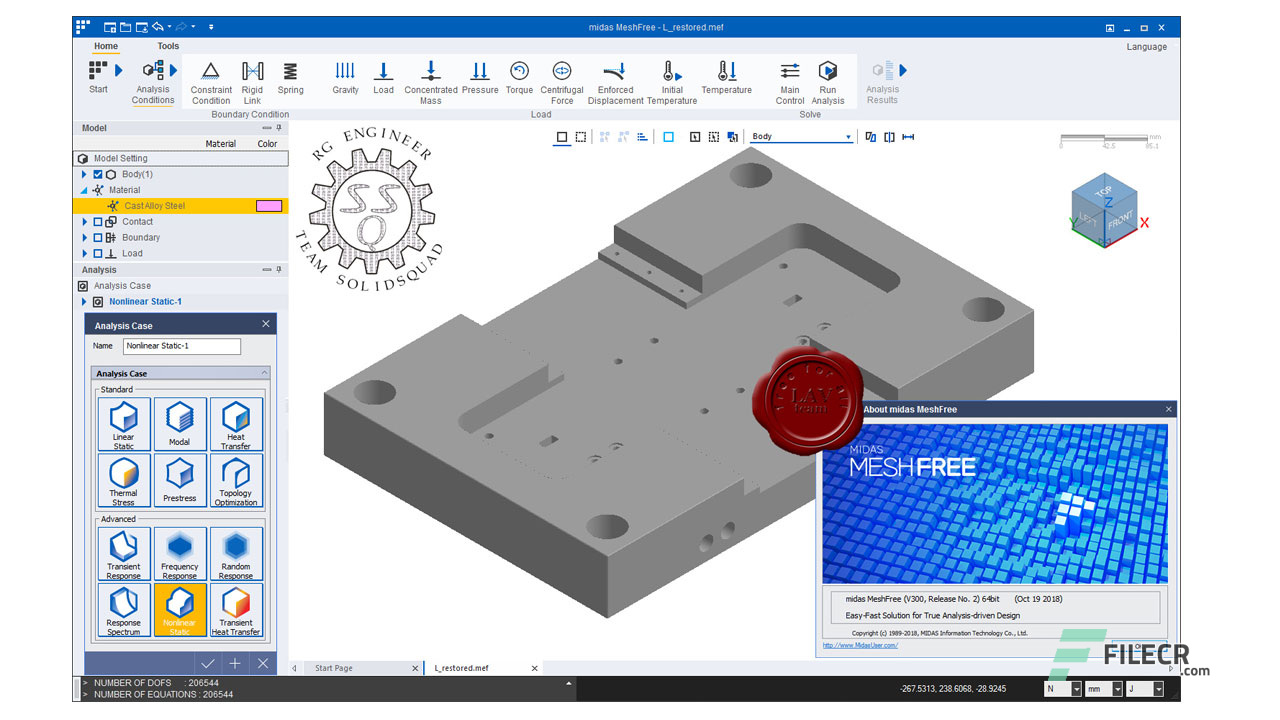 midas MeshFree - L_restored.mef
Home Tools Language
Start
Analysis Conditions
Constraint Condition
Rigid Link
Spring
Gravity
Load
Concentrated Mass
Pressure
Torque
Centrifugal Force
Enforced Displacement
Initial Temperature
Temperature
Main Control
Run Analysis
Analysis Results
Boundary Condition Load Solve
Model
Material Color
Model Setting
Body(1)
Material
Cast Alloy Steel
Contact
Boundary
Load
Analysis
Analysis Case
Nonlinear Static-1
Analysis Case
Name Nonlinear Static-1
Analysis Case
Standard
Linear Static
Modal
Heat Transfer
Thermal Stress
Prestress
Topology Optimization
Advanced
Transient Response
Frequency Response
Random Response
Response Spectrum
Nonlinear Static
Transient Heat Transfer
RG ENGINEER
SSQ
TEAM SOLIDSQUAD
Body
mm
0 42.5 85.1
TOP
LEFT FRONT
Z
Y X
LAV
team
About midas MeshFree
MIDAS
MESHFREE
midas MeshFree (V300, Release No. 2) 64bit (Oct 19 2018)
Easy-Fast Solution for True Analysis-driven Design
Copyright (c) 1989-2018, MIDAS Information Technology Co., Ltd.
http://www.MidasUser.com/
FILECR
.com
Start Page L_restored.mef
> NUMBER OF DOFS : 206544
> NUMBER OF EQUATIONS : 206544
-267.5313, 238.6068, -28.9245
N mm J